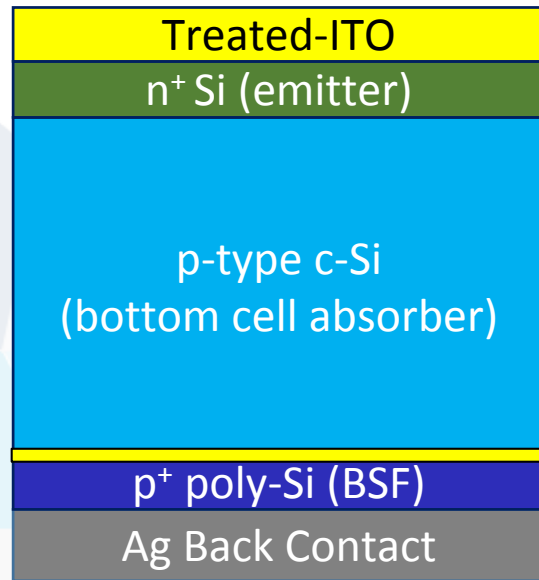 Treated-ITO
n⁺ Si (emitter)
p-type c-Si
(bottom cell absorber)
p⁺ poly-Si (BSF)
Ag Back Contact